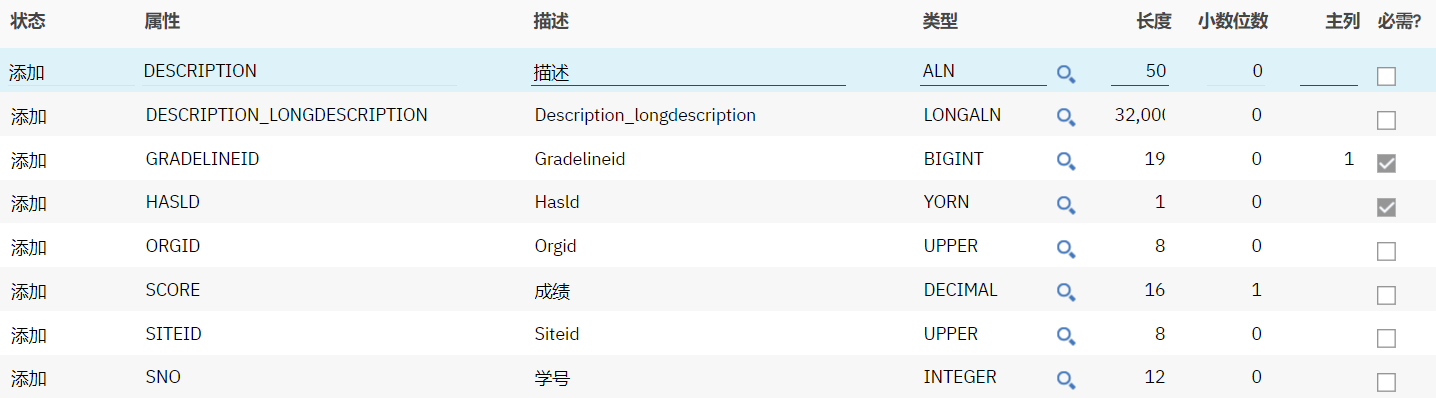 状态 属性 描述 类型 长度 小数位数 主列 必需?
添加 DESCRIPTION 描述 ALN 50 0
添加 DESCRIPTION_LONGDESCRIPTION Description_longdescription LONGALN 32,000 0
添加 GRADELINEID Gradelineid BIGINT 19 0 1
添加 HASLD Hasld YORN 1 0
添加 ORGID Orgid UPPER 8 0
添加 SCORE 成绩 DECIMAL 16 1
添加 SITEID Siteid UPPER 8 0
添加 SNO 学号 INTEGER 12 0